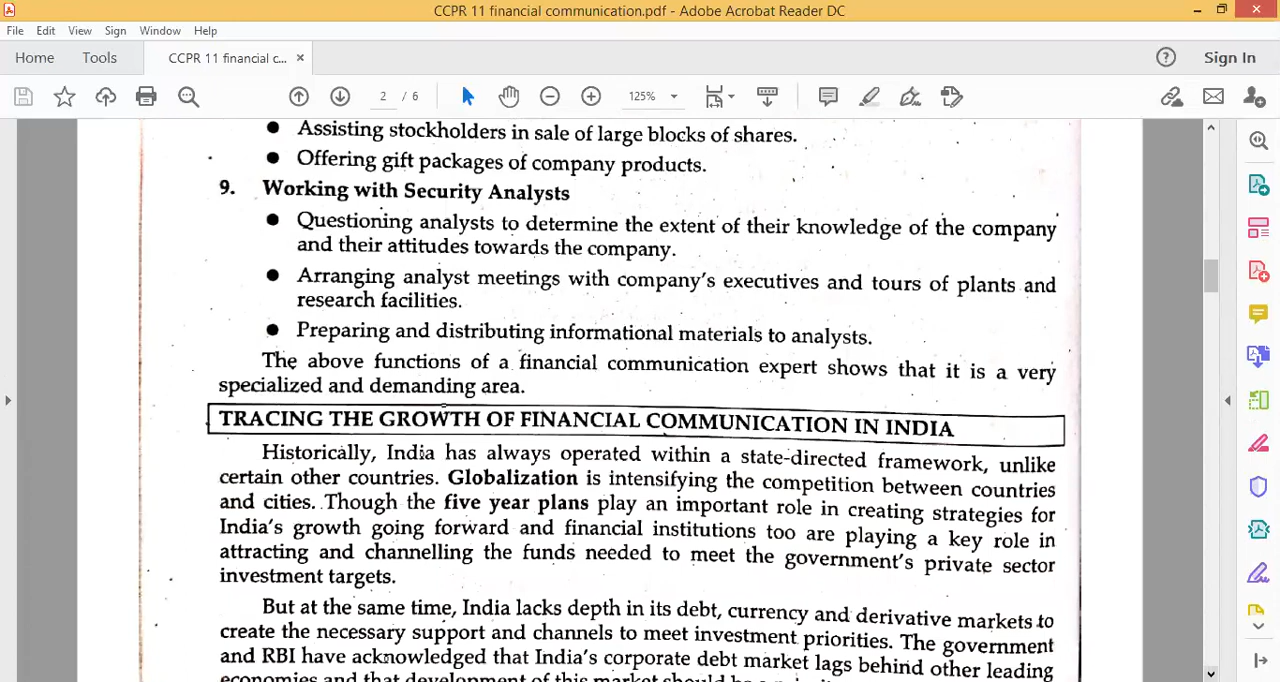 CCPR 11 financial communication.pdf - Adobe Acrobat Reader DC
File Edit View Sign Window Help
Home Tools CCPR 11 financial c... × Sign In
2 / 6 125%
● Assisting stockholders in sale of large blocks of shares.
● Offering gift packages of company products.
9. Working with Security Analysts
● Questioning analysts to determine the extent of their knowledge of the company
and their attitudes towards the company.
● Arranging analyst meetings with company's executives and tours of plants and
research facilities.
● Preparing and distributing informational materials to analysts.
The above functions of a financial communication expert shows that it is a very
specialized and demanding area.
TRACING THE GROWTH OF FINANCIAL COMMUNICATION IN INDIA
Historically, India has always operated within a state-directed framework, unlike
certain other countries. Globalization is intensifying the competition between countries
and cities. Though the five year plans play an important role in creating strategies for
India's growth going forward and financial institutions too are playing a key role in
attracting and channelling the funds needed to meet the government's private sector
investment targets.
But at the same time, India lacks depth in its debt, currency and derivative markets to
create the necessary support and channels to meet investment priorities. The government
and RBI have acknowledged that India's corporate debt market lags behind other leading
economies and that development of this market should be a